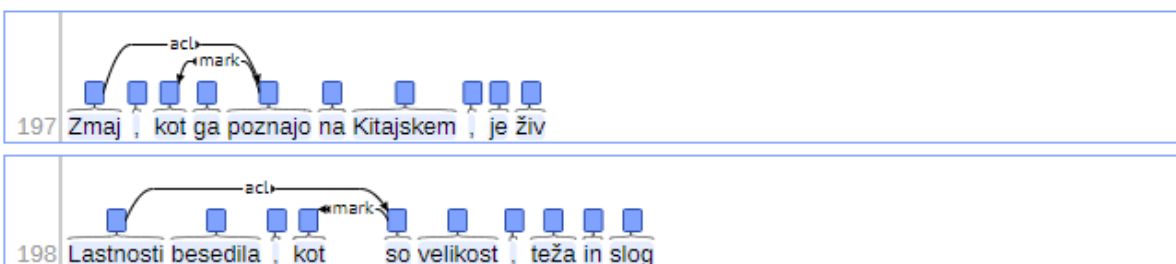 acl
mark
197 Zmaj , kot ga poznajo na Kitajskem , je živ
acl
mark
198 Lastnosti besedila , kot so velikost , teža in slog